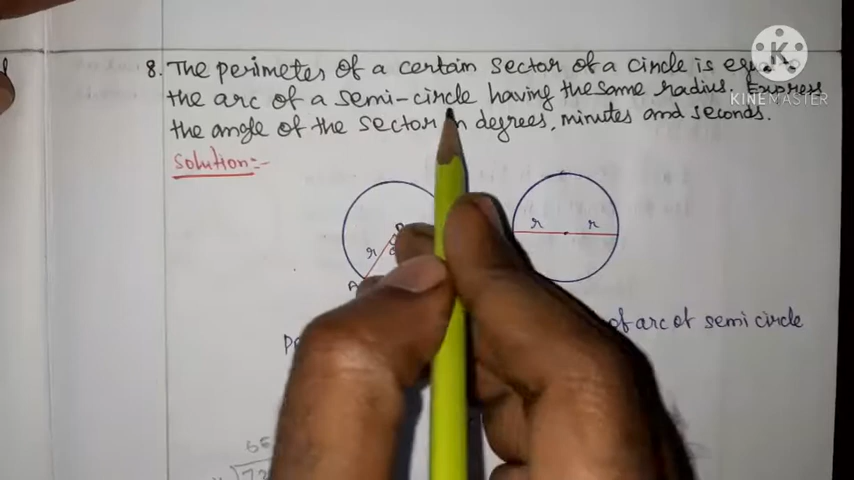 8. The perimeter of a certain sector of a circle is
the arc of a semi-circle having the same radius. Express
the angle of the sector in degrees, minutes and seconds.
Solution:-
r r r
A
of arc of semi circle
K
KINEMASTER